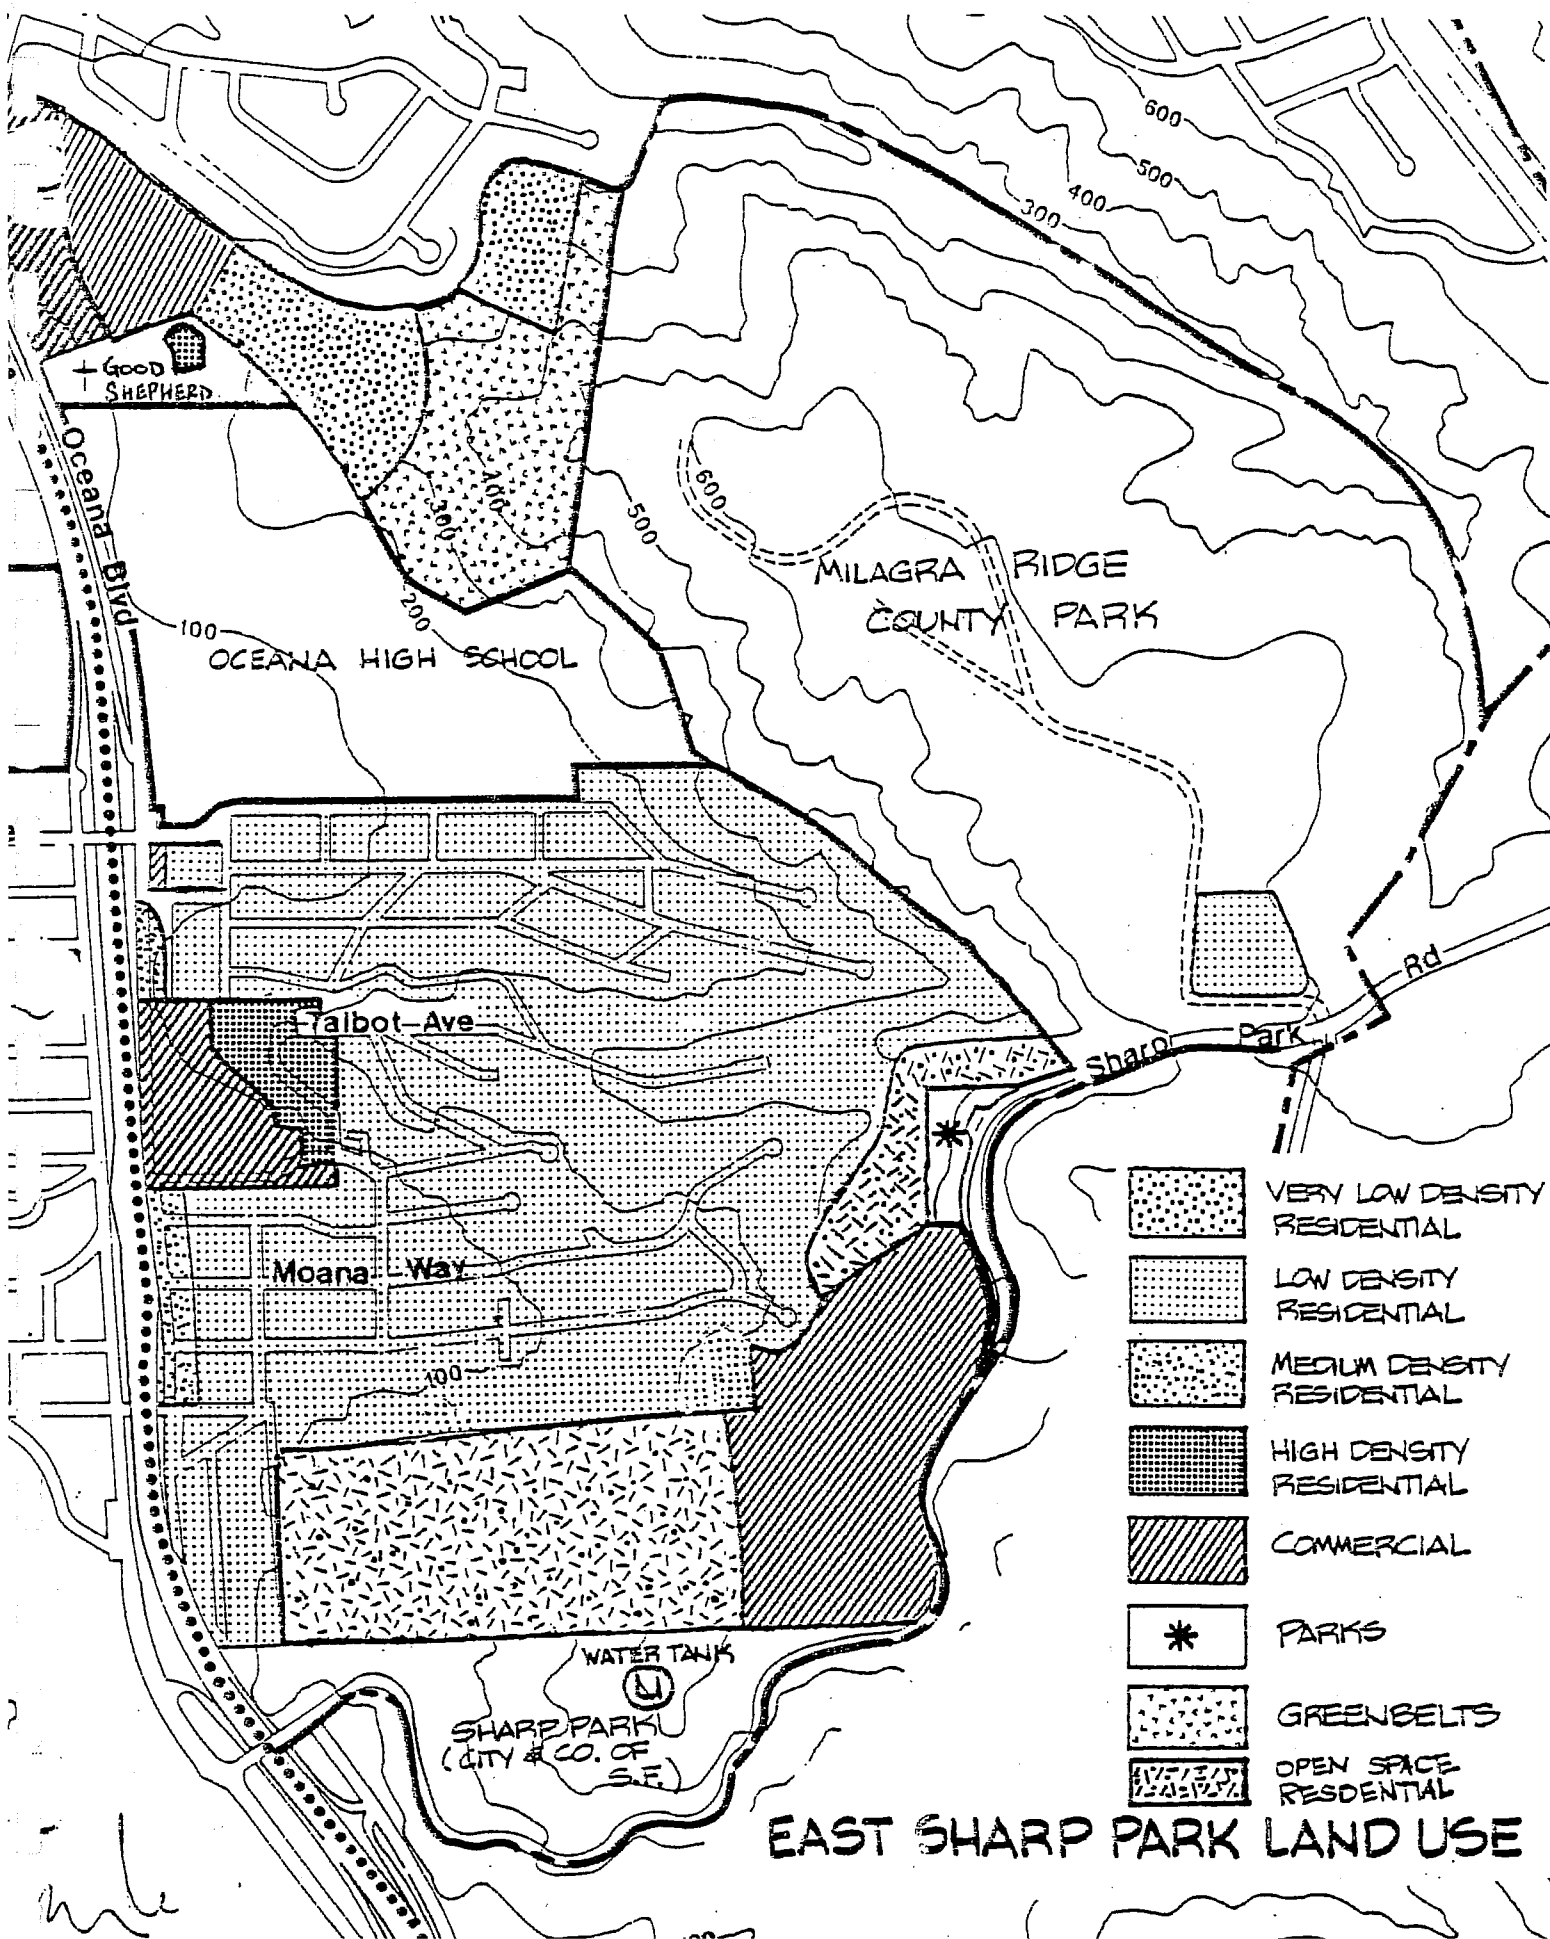 600
500
400
300
GOOD
SHEPHERD
Oceana Blvd
600
400
300
500
MILAGRA RIDGE
COUNTY PARK
200
100
OCEANA HIGH SCHOOL
Rd
Park
Sharp
Talbot Ave
Moana Way
100
VERY LOW DENSITY
RESIDENTIAL
LOW DENSITY
RESIDENTIAL
MEDIUM DENSITY
RESIDENTIAL
HIGH DENSITY
RESIDENTIAL
COMMERCIAL
PARKS
GREENBELTS
OPEN SPACE
RESDENTIAL
WATER TANK
SHARP PARK
(CITY & CO. OF
S.F.)
EAST SHARP PARK LAND USE